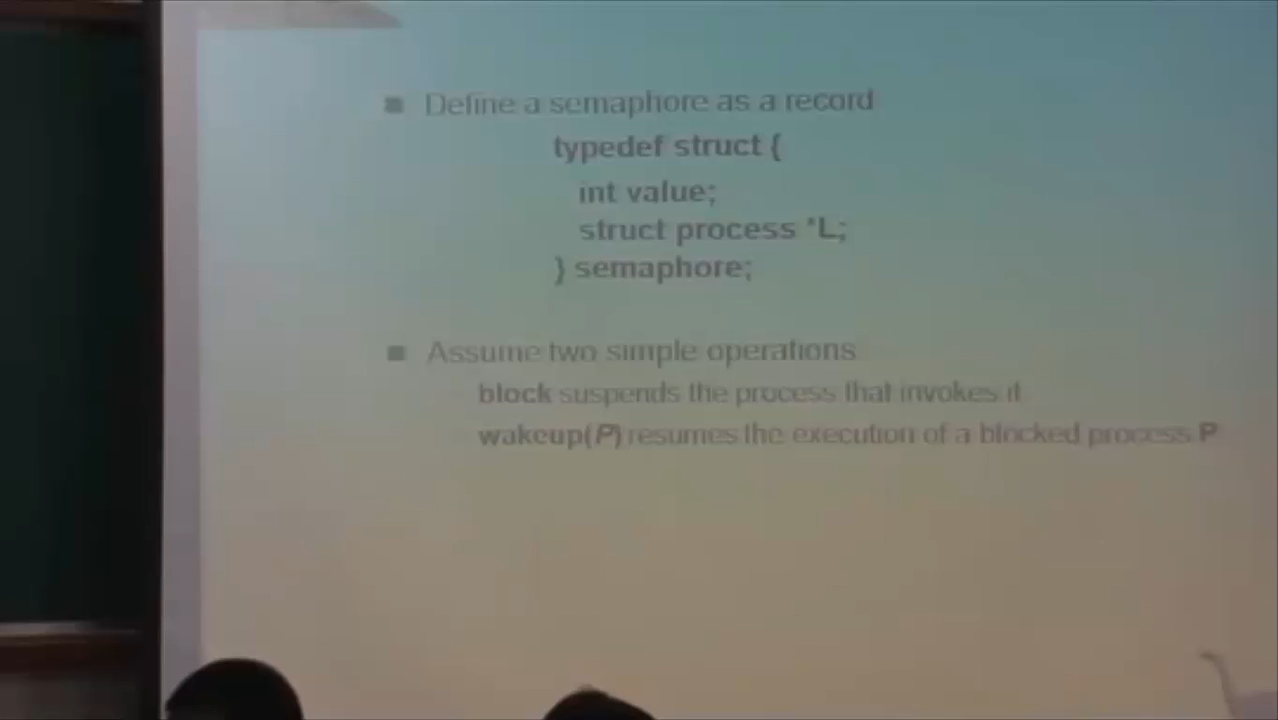 Define a semaphore as a record
typedef struct {
int value;
struct process *L;
} semaphore;
Assume two simple operations
block suspends the process that invokes it
wakeup(P) resumes the execution of a blocked process P